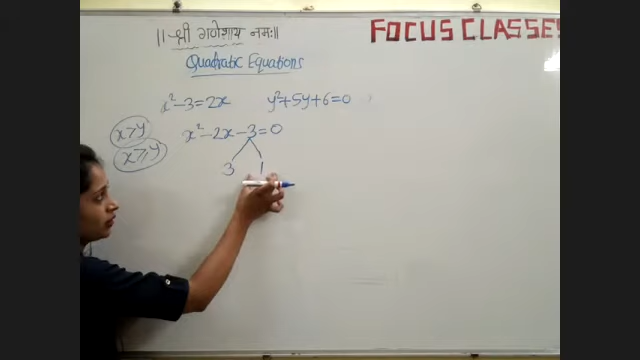 ॥ श्री गणेशाय नमः॥
FOCUS CLASSES
Quadratic Equations
x²-3=2x y²+5y+6=0
x>y
x² -2x -3=0
x≥y
3 1